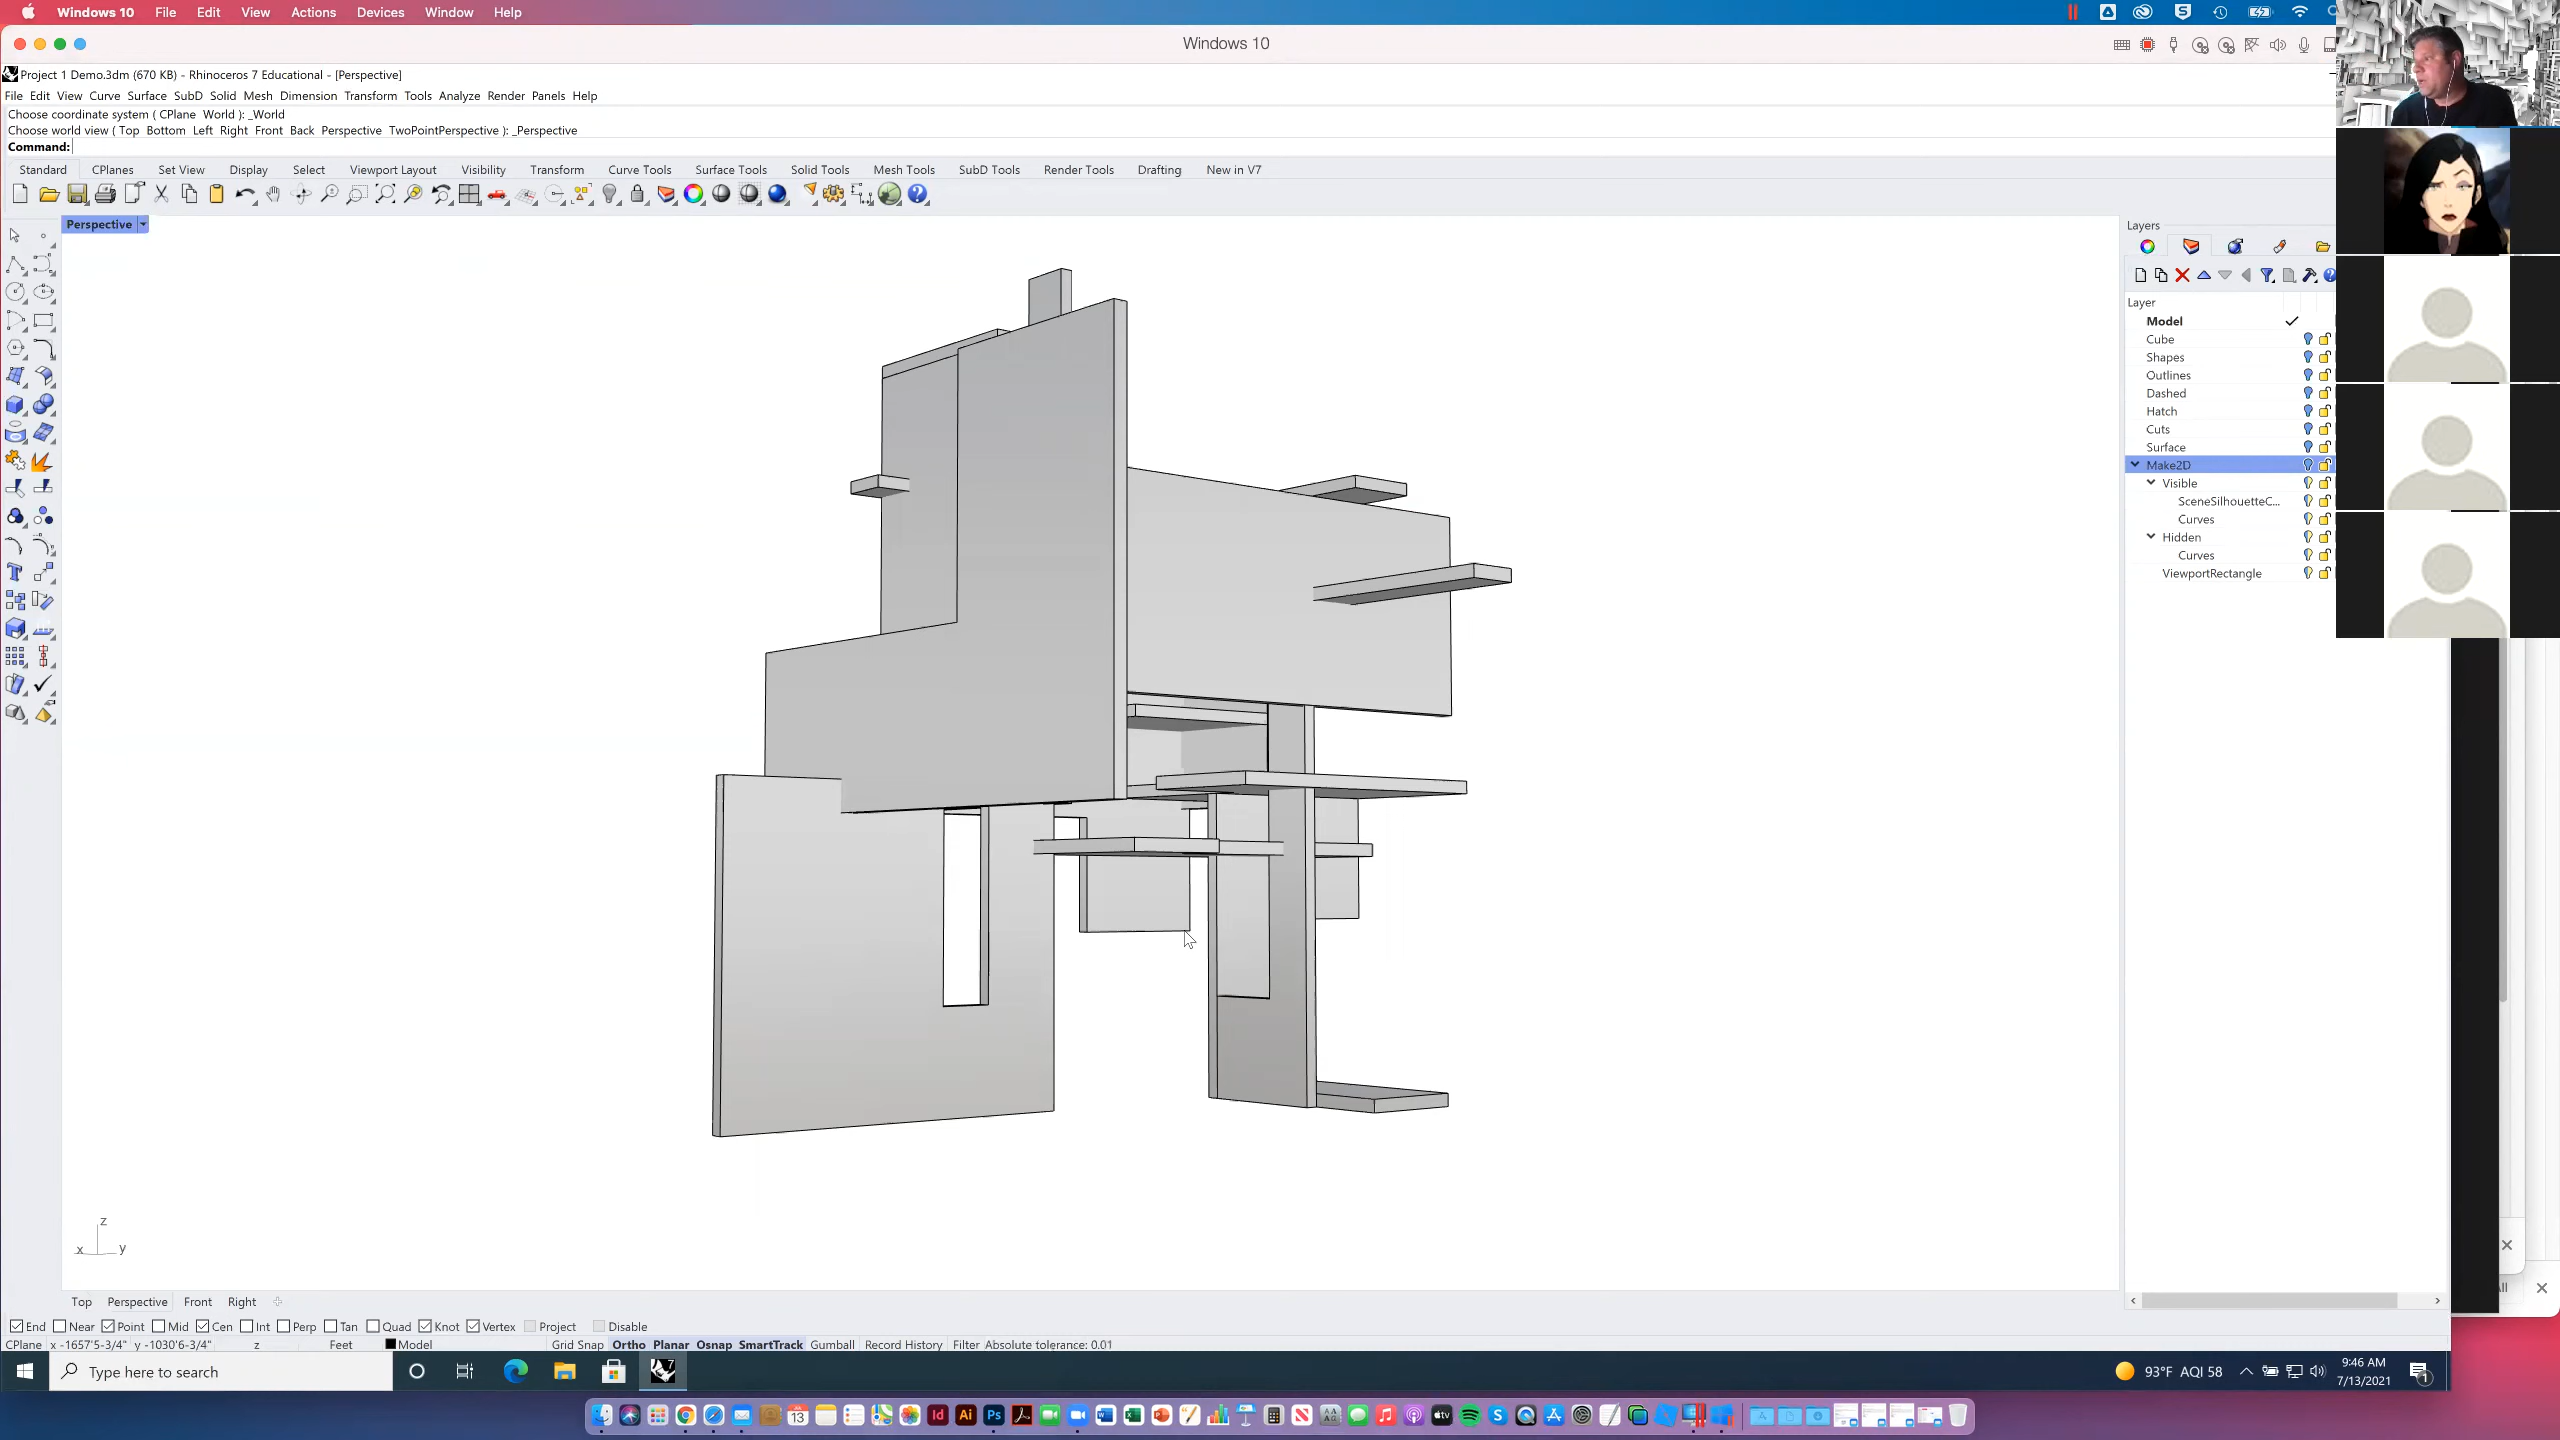 Windows 10 File Edit View Actions Devices Window Help
Windows 10
Project 1 Demo.3dm (670 KB) - Rhinoceros 7 Educational - [Perspective]
File Edit View Curve Surface SubD Solid Mesh Dimension Transform Tools Analyze Render Panels Help
Choose coordinate system ( CPlane World ): _World
Choose world view ( Top Bottom Left Right Front Back Perspective TwoPointPerspective ): _Perspective
Command:
Standard CPlanes Set View Display Select Viewport Layout Visibility Transform Curve Tools Surface Tools Solid Tools Mesh Tools SubD Tools Render Tools Drafting New in V7
Perspective
Layers
Layer
Model
Cube
Shapes
Outlines
Dashed
Hatch
Cuts
Surface
Make2D
Visible
SceneSilhouetteC...
Curves
Hidden
Curves
ViewportRectangle
z
x y
Top Perspective Front Right
End Near Point Mid Cen Int Perp Tan Quad Knot Vertex Project Disable
CPlane x -1657'5-3/4" y -1030'6-3/4" z Feet Model Grid Snap Ortho Planar Osnap SmartTrack Gumball Record History Filter Absolute tolerance: 0.01
Type here to search
93°F AQI 58
9:46 AM
7/13/2021
1
13
Id Ai Ps
tv